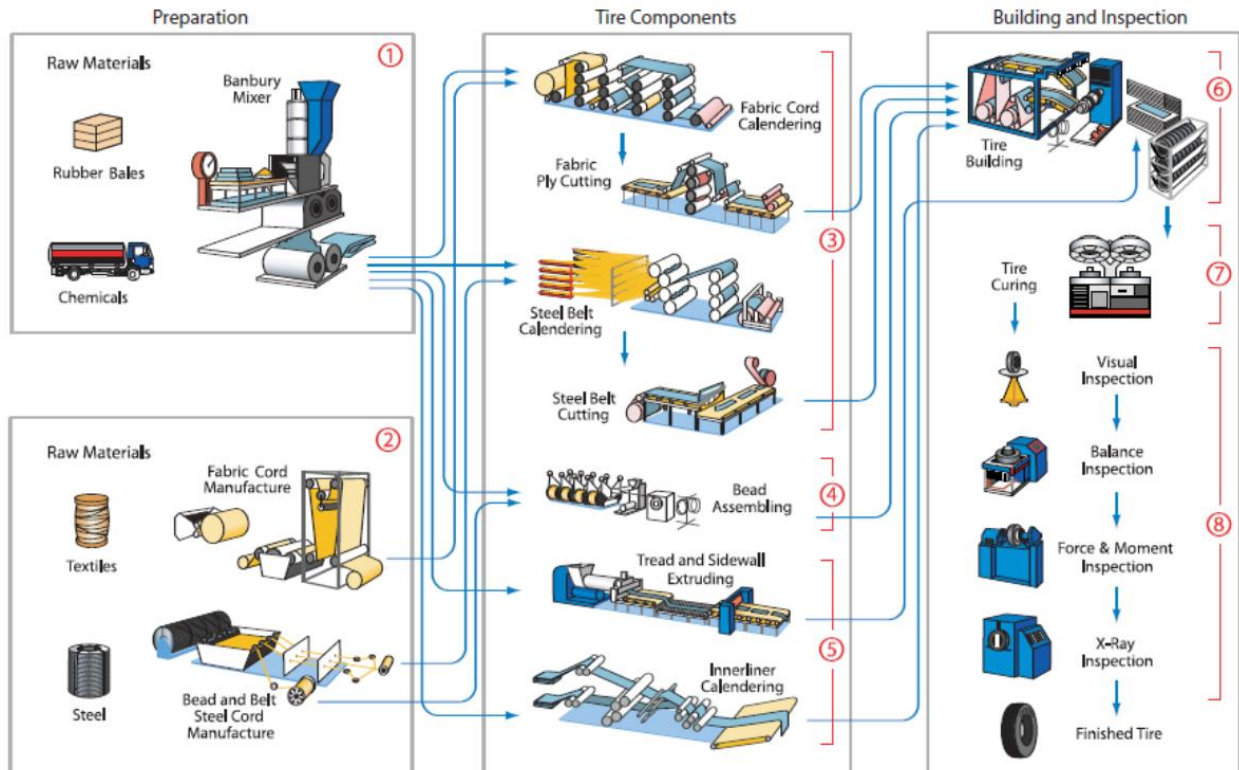 Preparation
Tire Components
Building and Inspection
①
Raw Materials
Banbury
Mixer
Rubber Bales
Chemicals
②
Raw Materials
Fabric Cord
Manufacture
Textiles
Steel
Bead and Belt
Steel Cord
Manufacture
Fabric Cord
Calendering
Fabric
Ply Cutting
③
Steel Belt
Calendering
Steel Belt
Cutting
Bead
Assembling
④
Tread and Sidewall
Extruding
⑤
Innerliner
Calendering
⑥
Tire
Building
⑦
Tire
Curing
Visual
Inspection
Balance
Inspection
⑧
Force & Moment
Inspection
X-Ray
Inspection
Finished Tire